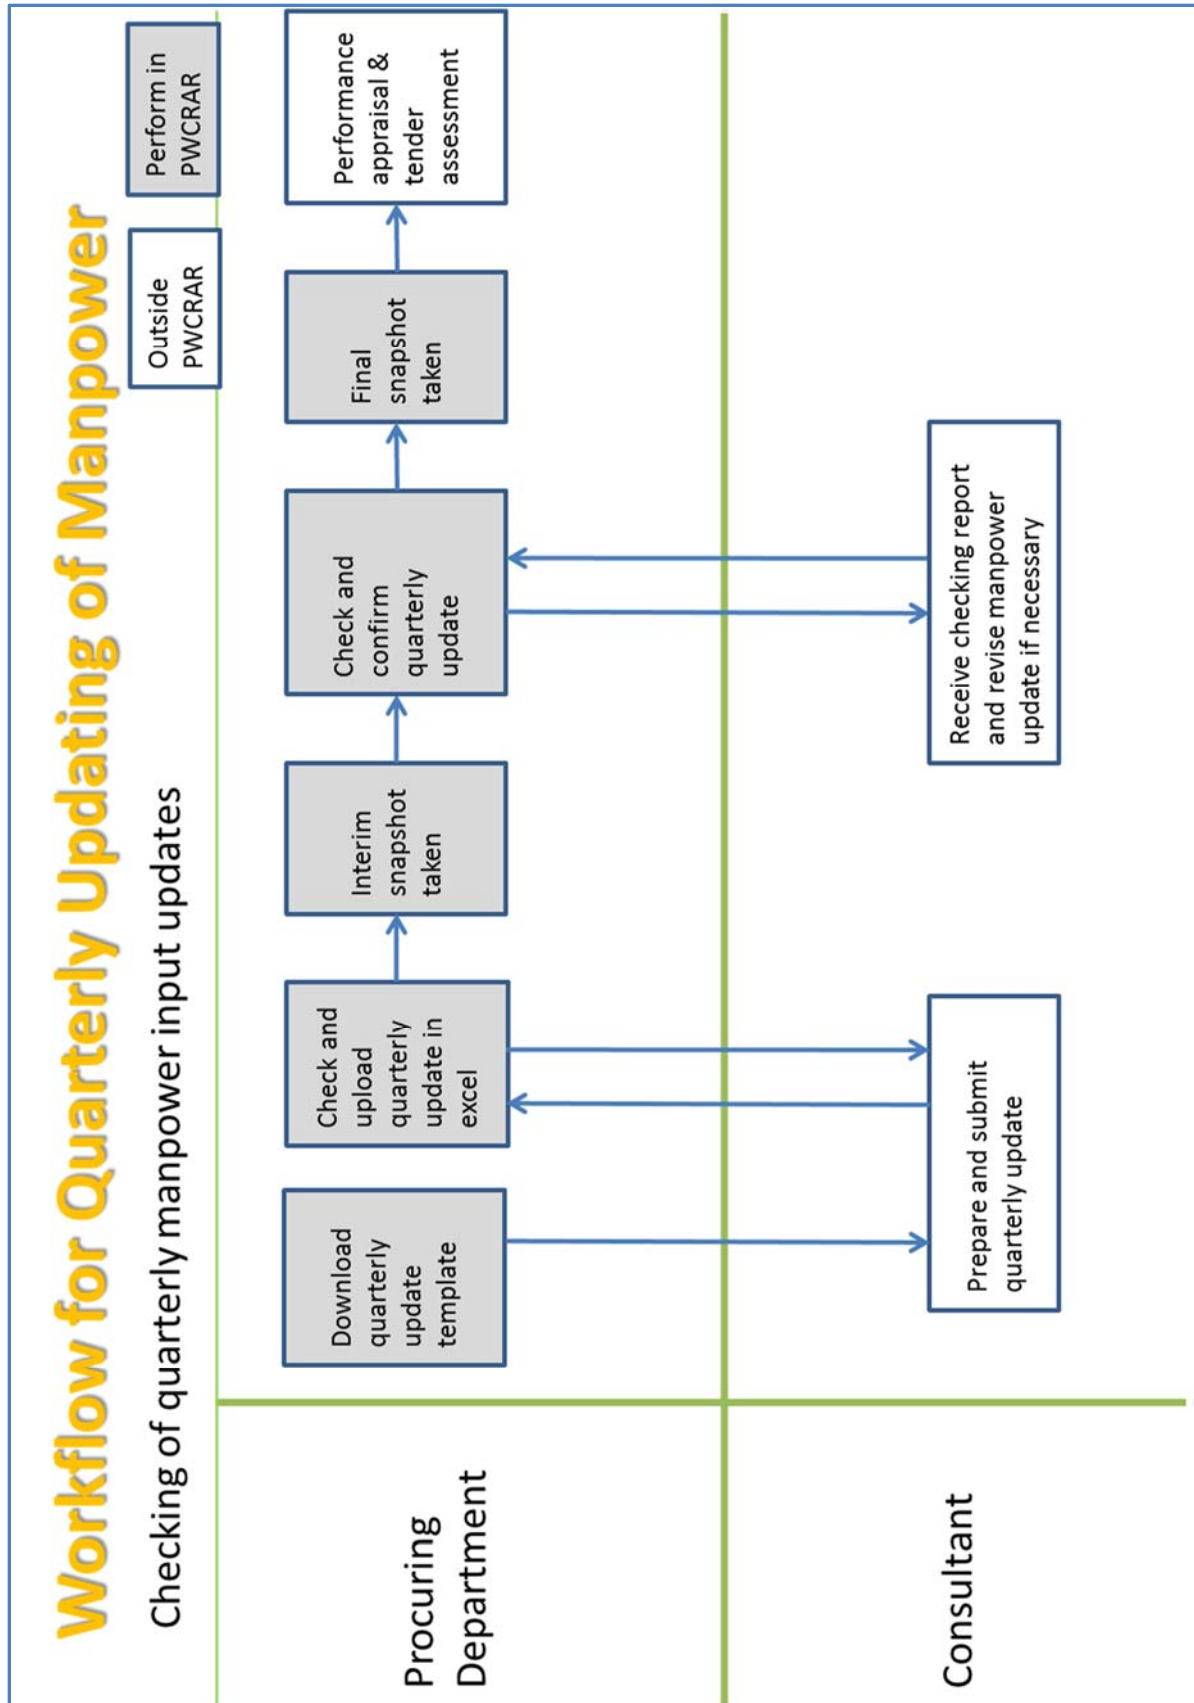 Workflow for Quarterly Updating of Manpower
Checking of quarterly manpower input updates
Outside
PWCRAR
Perform in
PWCRAR
Procuring
Department
Download
quarterly
update
template
Check and
upload
quarterly
update in
excel
Interim
snapshot
taken
Check and
confirm
quarterly
update
Final
snapshot
taken
Performance
appraisal &
tender
assessment
Consultant
Prepare and submit
quarterly update
Receive checking report
and revise manpower
update if necessary